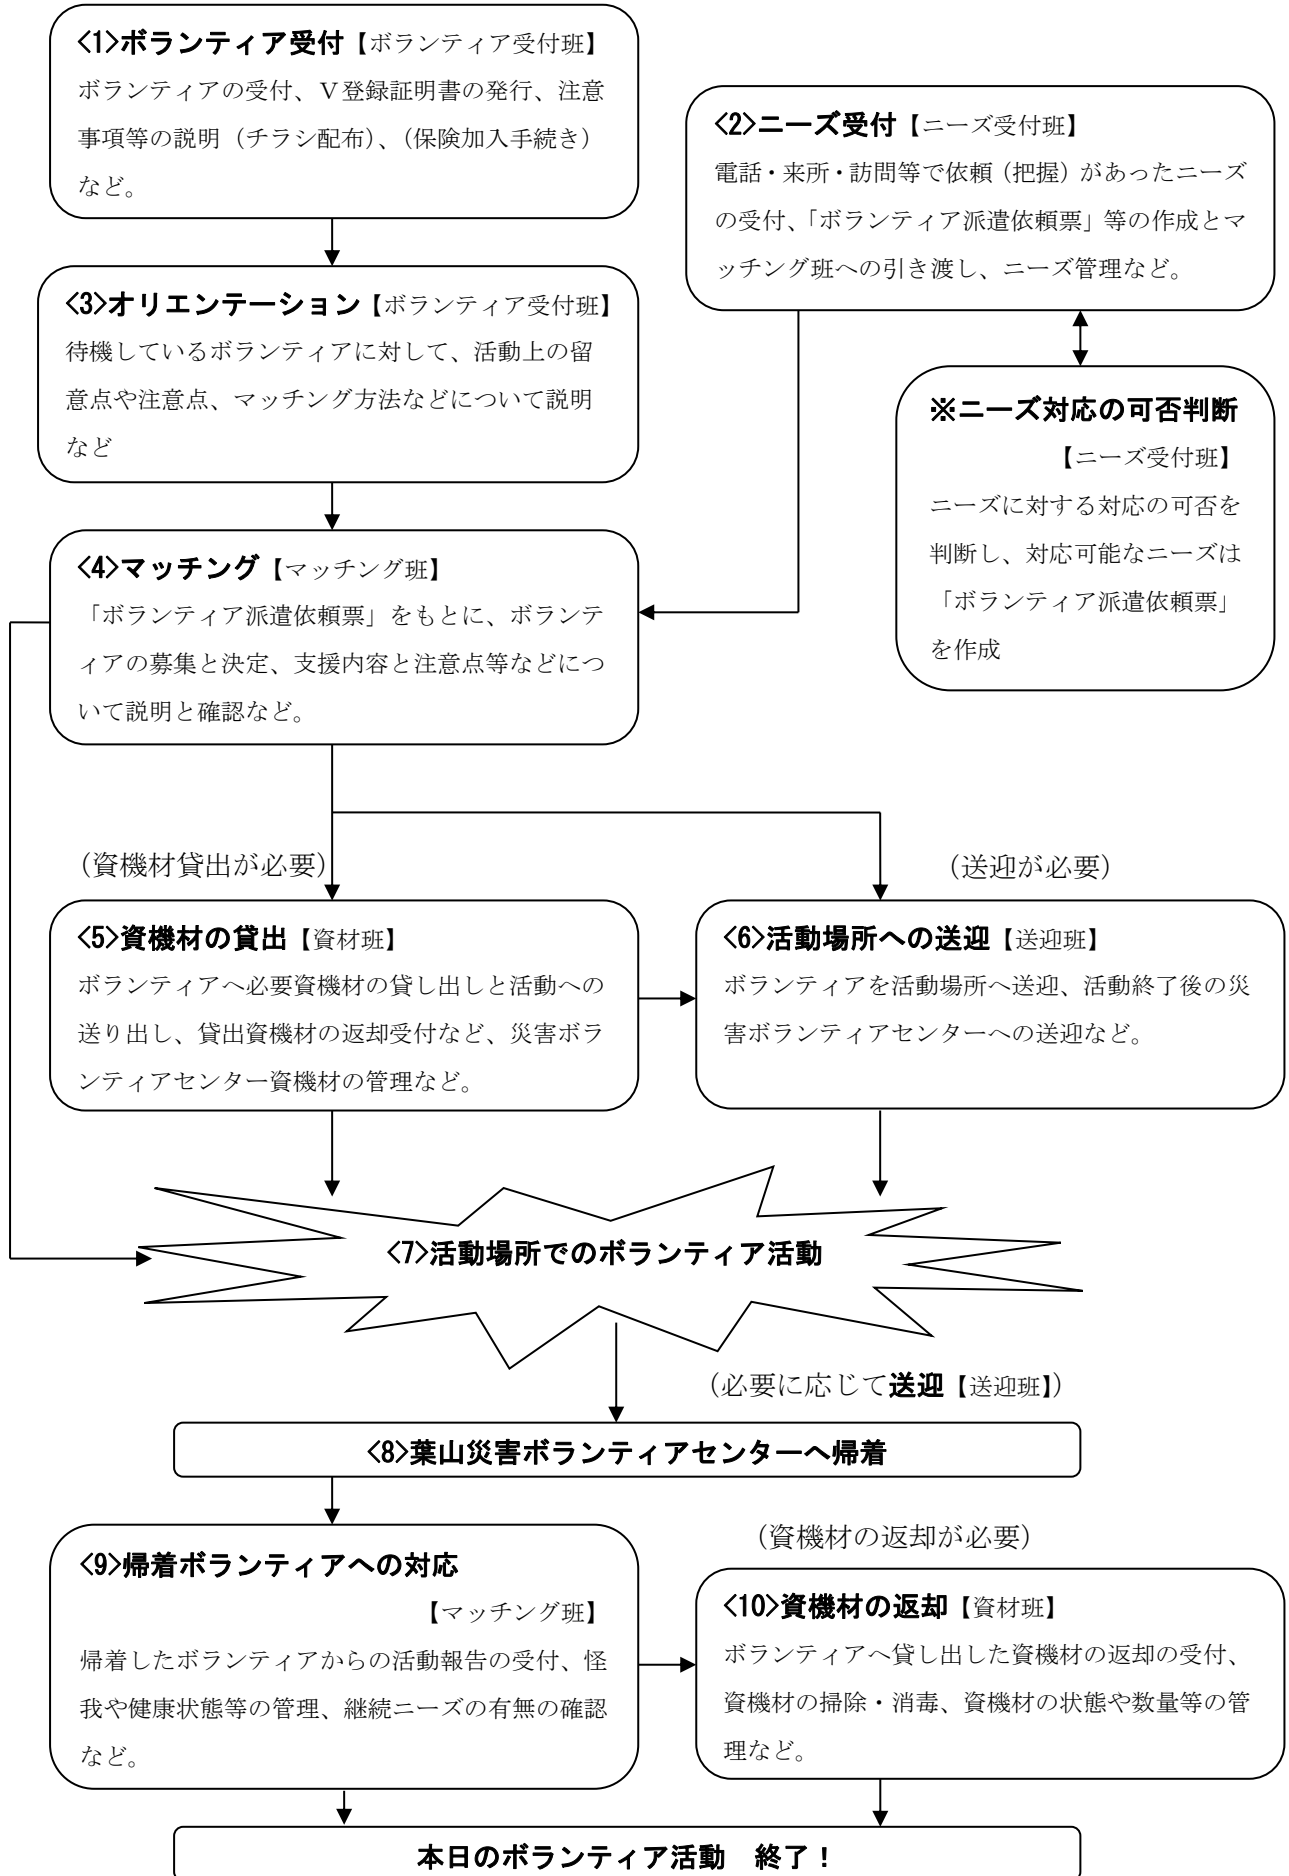 <1>ボランティア受付【ボランティア受付班】
ボランティアの受付、Ｖ登録証明書の発行、注意
事項等の説明（チラシ配布）、（保険加入手続き）
など。
<2>ニーズ受付【ニーズ受付班】
電話・来所・訪問等で依頼（把握）があったニーズ
の受付、「ボランティア派遣依頼票」等の作成とマ
ッチング班への引き渡し、ニーズ管理など。
<3>オリエンテーション【ボランティア受付班】
待機しているボランティアに対して、活動上の留
意点や注意点、マッチング方法などについて説明
など
※ニーズ対応の可否判断
【ニーズ受付班】
ニーズに対する対応の可否を
判断し、対応可能なニーズは
「ボランティア派遣依頼票」
を作成
<4>マッチング【マッチング班】
「ボランティア派遣依頼票」をもとに、ボランテ
ィアの募集と決定、支援内容と注意点等などにつ
いて説明と確認など。
（資機材貸出が必要）
（送迎が必要）
<5>資機材の貸出【資材班】
ボランティアへ必要資機材の貸し出しと活動への
送り出し、貸出資機材の返却受付など、災害ボラ
ンティアセンター資機材の管理など。
<6>活動場所への送迎【送迎班】
ボランティアを活動場所へ送迎、活動終了後の災
害ボランティアセンターへの送迎など。
<7>活動場所でのボランティア活動
（必要に応じて送迎【送迎班】）
<8>葉山災害ボランティアセンターへ帰着
<9>帰着ボランティアへの対応
【マッチング班】
帰着したボランティアからの活動報告の受付、怪
我や健康状態等の管理、継続ニーズの有無の確認
など。
（資機材の返却が必要）
<10>資機材の返却【資材班】
ボランティアへ貸し出した資機材の返却の受付、
資機材の掃除・消毒、資機材の状態や数量等の管
理など。
本日のボランティア活動　終了！